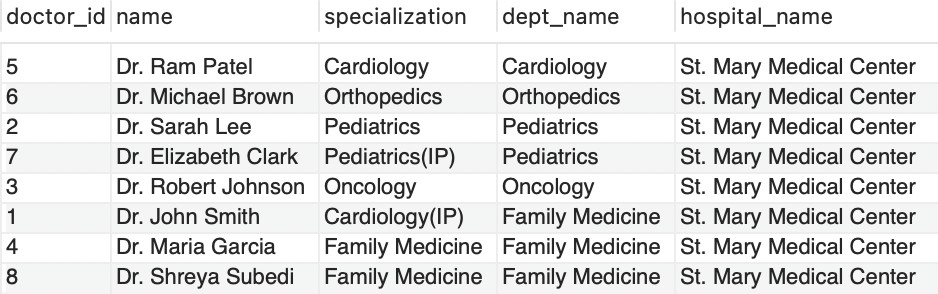 doctor_id name specialization dept_name hospital_name
5 Dr. Ram Patel Cardiology Cardiology St. Mary Medical Center
6 Dr. Michael Brown Orthopedics Orthopedics St. Mary Medical Center
2 Dr. Sarah Lee Pediatrics Pediatrics St. Mary Medical Center
7 Dr. Elizabeth Clark Pediatrics(IP) Pediatrics St. Mary Medical Center
3 Dr. Robert Johnson Oncology Oncology St. Mary Medical Center
1 Dr. John Smith Cardiology(IP) Family Medicine St. Mary Medical Center
4 Dr. Maria Garcia Family Medicine Family Medicine St. Mary Medical Center
8 Dr. Shreya Subedi Family Medicine Family Medicine St. Mary Medical Center